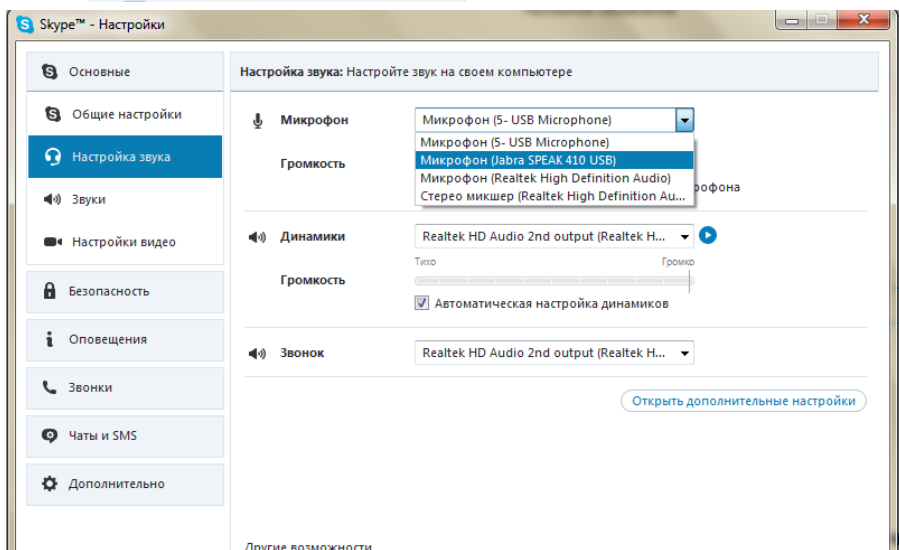 Skype™ - Настройки
Основные
Общие настройки
Настройка звука
Звуки
Настройки видео
Безопасность
Оповещения
Звонки
Чаты и SMS
Дополнительно
Настройка звука: Настройте звук на своем компьютере
Микрофон
Микрофон (5- USB Microphone)
Микрофон (5- USB Microphone)
Микрофон (Jabra SPEAK 410 USB)
Микрофон (Realtek High Definition Audio)
Стерео микшер (Realtek High Definition Au...
Громкость
Динамики
Realtek HD Audio 2nd output (Realtek H...
Тихо Громко
Громкость
Автоматическая настройка динамиков
Звонок
Realtek HD Audio 2nd output (Realtek H...
Открыть дополнительные настройки
Другие возможности